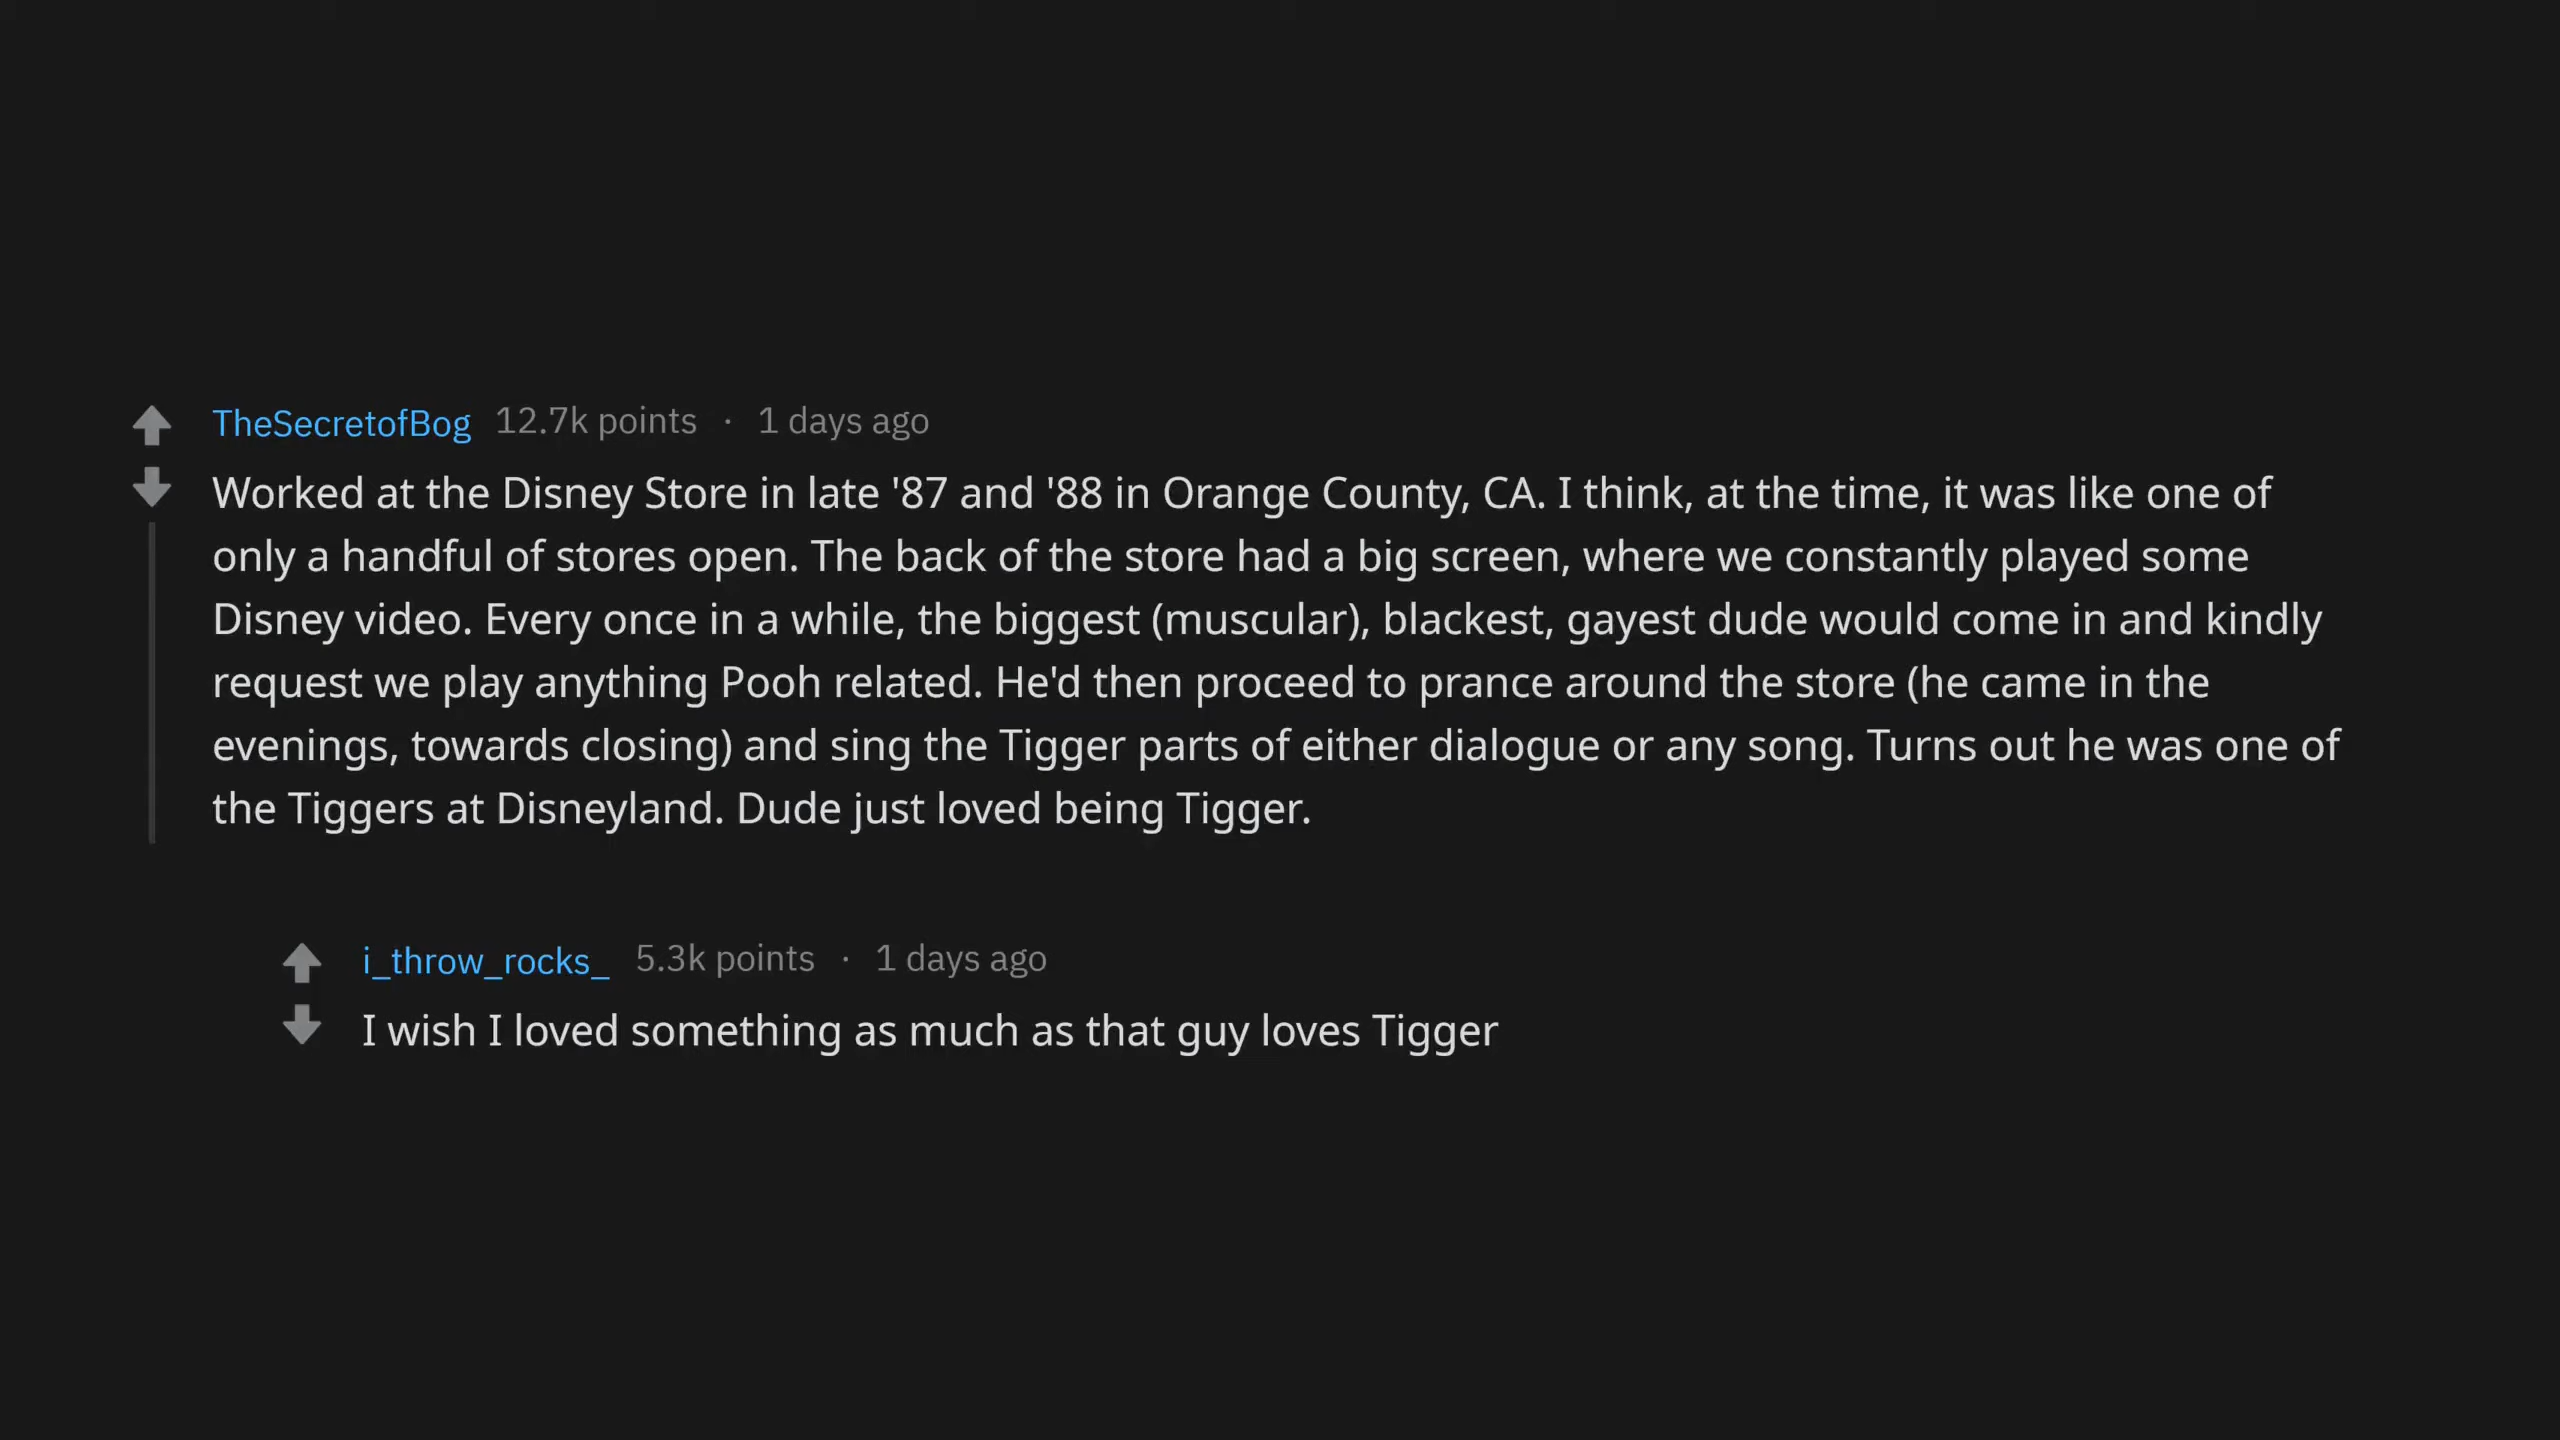 TheSecretofBog 12.7k points · 1 days ago
Worked at the Disney Store in late '87 and '88 in Orange County, CA. I think, at the time, it was like one of
only a handful of stores open. The back of the store had a big screen, where we constantly played some
Disney video. Every once in a while, the biggest (muscular), blackest, gayest dude would come in and kindly
request we play anything Pooh related. He'd then proceed to prance around the store (he came in the
evenings, towards closing) and sing the Tigger parts of either dialogue or any song. Turns out he was one of
the Tiggers at Disneyland. Dude just loved being Tigger.
i_throw_rocks_ 5.3k points · 1 days ago
I wish I loved something as much as that guy loves Tigger